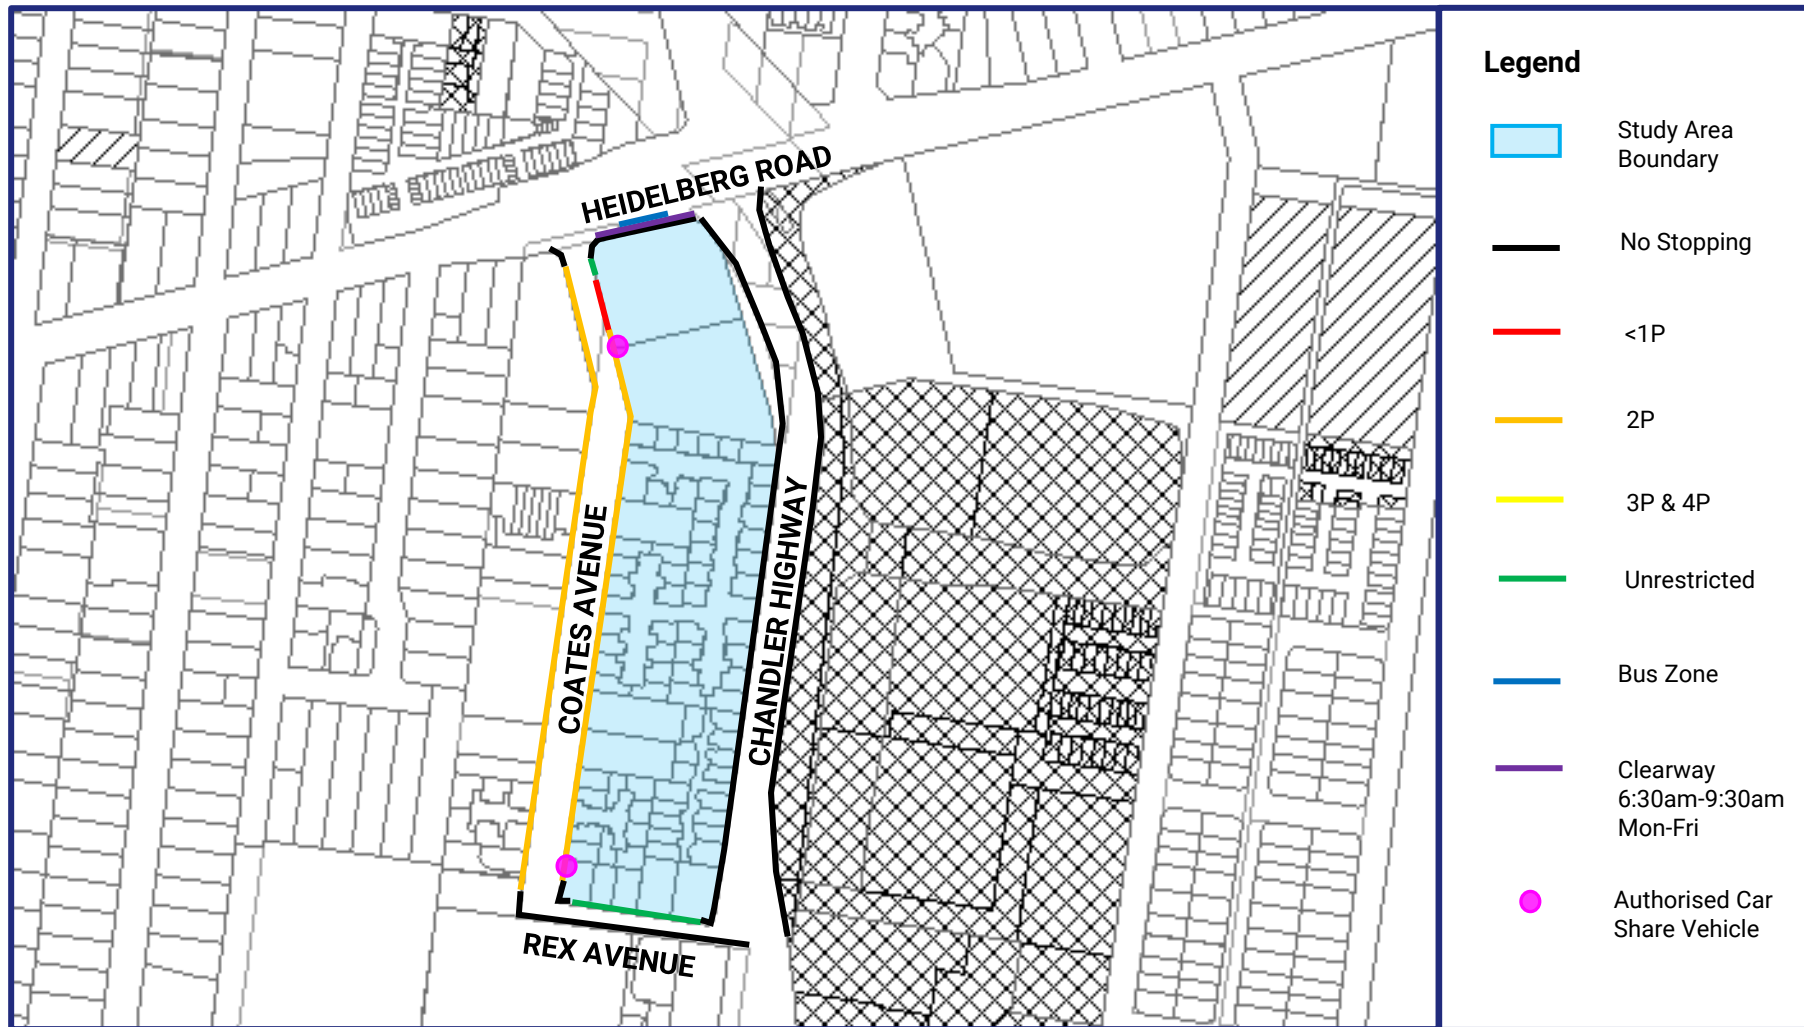 HEIDELBERG ROAD
COATES AVENUE
CHANDLER HIGHWAY
REX AVENUE
Legend
Study Area
Boundary
No Stopping
<1P
2P
3P & 4P
Unrestricted
Bus Zone
Clearway
6:30am-9:30am
Mon-Fri
Authorised Car
Share Vehicle